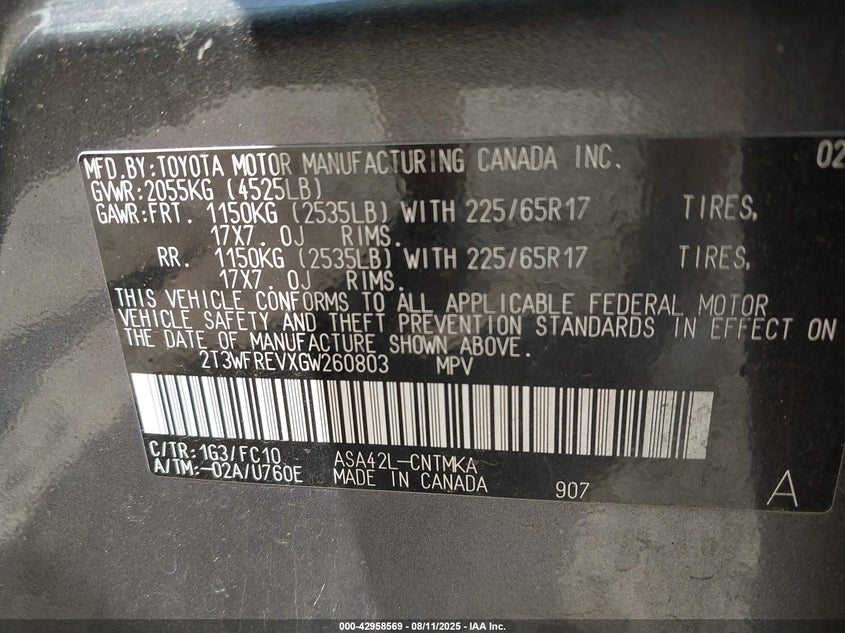 MFD.BY:TOYOTA MOTOR MANUFACTURING CANADA INC. 02
GVWR:2055KG (4525LB)
GAWR:FRT. 1150KG (2535LB) WITH 225/65R17 TIRES,
17X7.0J RIMS.
RR. 1150KG (2535LB) WITH 225/65R17 TIRES,
17X7.0J RIMS.
THIS VEHICLE CONFORMS TO ALL APPLICABLE FEDERAL MOTOR
VEHICLE SAFETY AND THEFT PREVENTION STANDARDS IN EFFECT ON
THE DATE OF MANUFACTURE SHOWN ABOVE.
2T3WFREVXGW260803 MPV
C/TR:1G3/FC10 ASA42L-CNTMKA
A/TM:-02A/U760E MADE IN CANADA 907 A
000-42958569 - 08/11/2025 - IAA Inc.